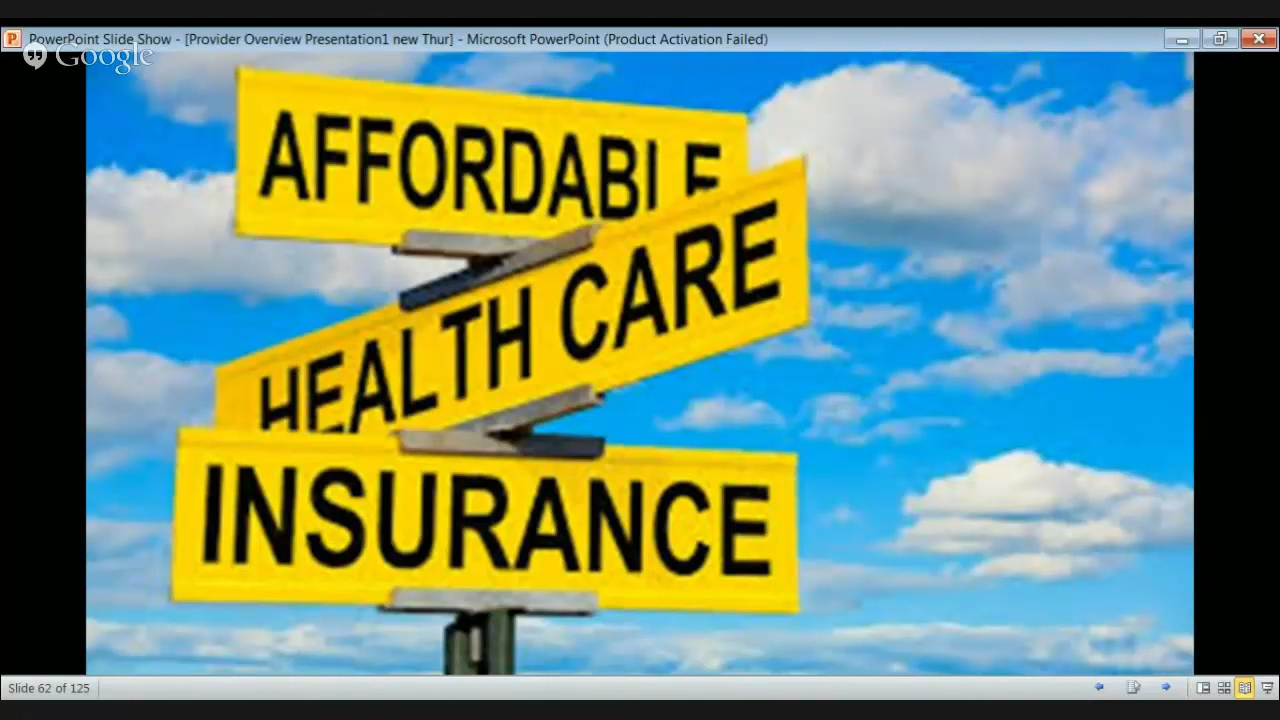 PowerPoint Slide Show - [Provider Overview Presentation1 new Thur] - Microsoft PowerPoint (Product Activation Failed)
Google
AFFORDABLE
HEALTH CARE
INSURANCE
Slide 62 of 125